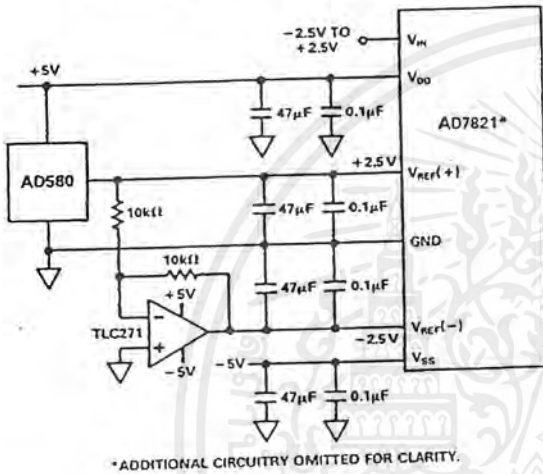 −2.5V TO
+2.5V
V_IN
+5V
V_DD
47μF
0.1μF
AD7821*
AD580
+2.5V
V_REF(+)
10kΩ
47μF
0.1μF
GND
10kΩ
47μF
0.1μF
+5V
−
TLC271
+
V_REF(−)
−2.5V
−5V
−5V
V_SS
47μF
0.1μF
*ADDITIONAL CIRCUITRY OMITTED FOR CLARITY.